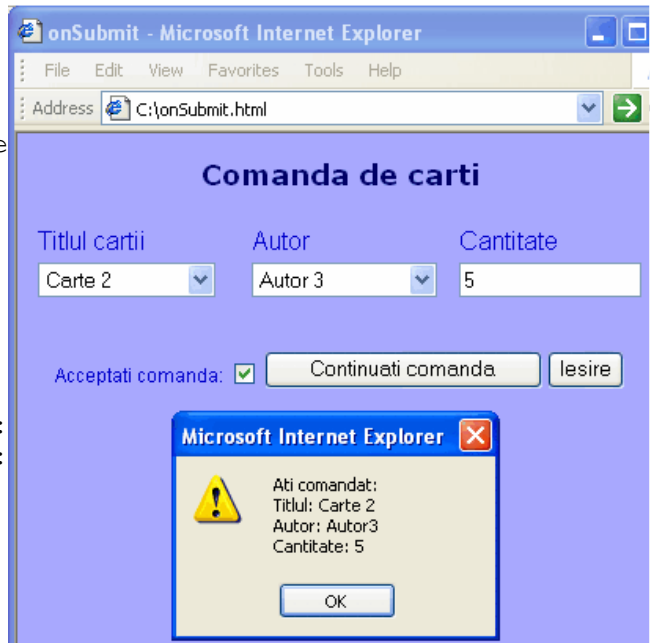 onSubmit - Microsoft Internet Explorer
File Edit View Favorites Tools Help
Address C:\onSubmit.html
e
Comanda de carti
Titlul cartii Autor Cantitate
Carte 2 Autor 3 5
Acceptati comanda: Continuati comanda Iesire
:
:
Microsoft Internet Explorer
Ati comandat:
Titlul: Carte 2
Autor: Autor3
Cantitate: 5
OK